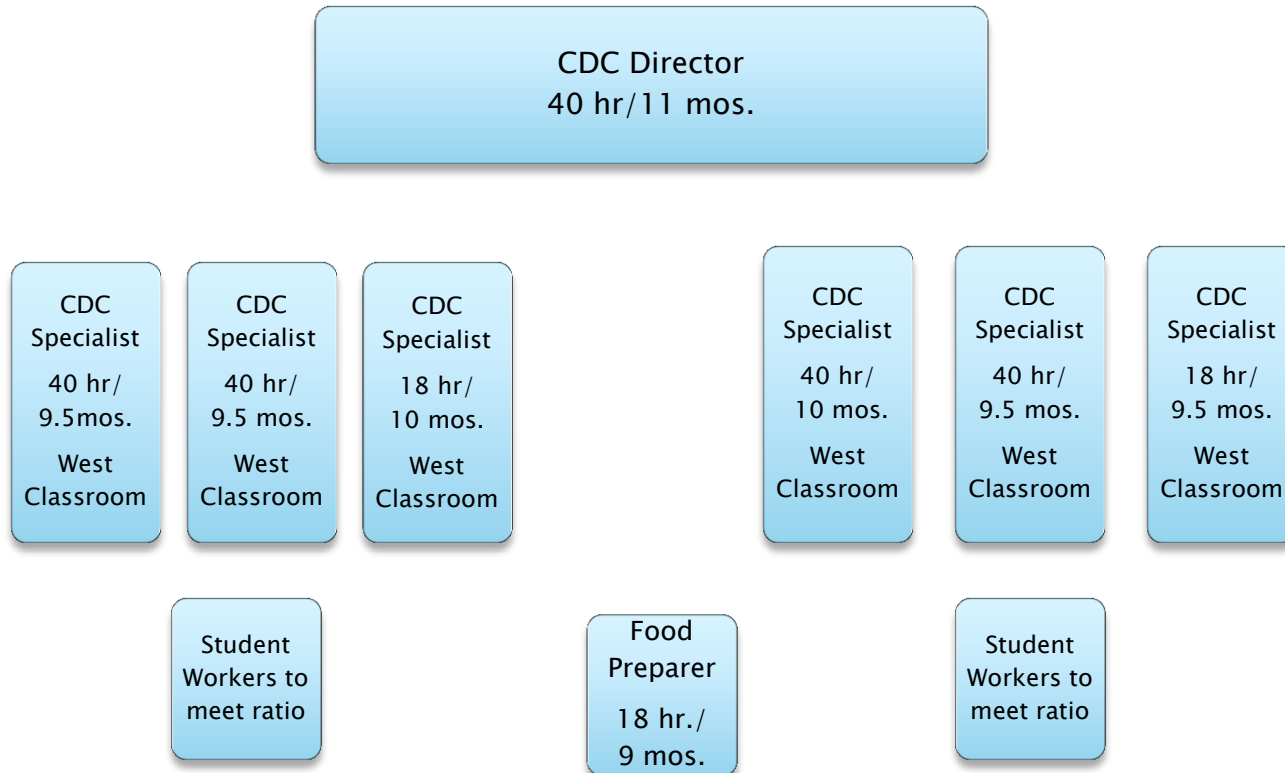 CDC Director
40 hr/11 mos.
CDC
Specialist
40 hr/
9.5mos.
West
Classroom
CDC
Specialist
40 hr/
9.5 mos.
West
Classroom
CDC
Specialist
18 hr/
10 mos.
West
Classroom
CDC
Specialist
40 hr/
10 mos.
West
Classroom
CDC
Specialist
40 hr/
9.5 mos.
West
Classroom
CDC
Specialist
18 hr/
9.5 mos.
West
Classroom
Student
Workers to
meet ratio
Food
Preparer
18 hr./
9 mos.
Student
Workers to
meet ratio